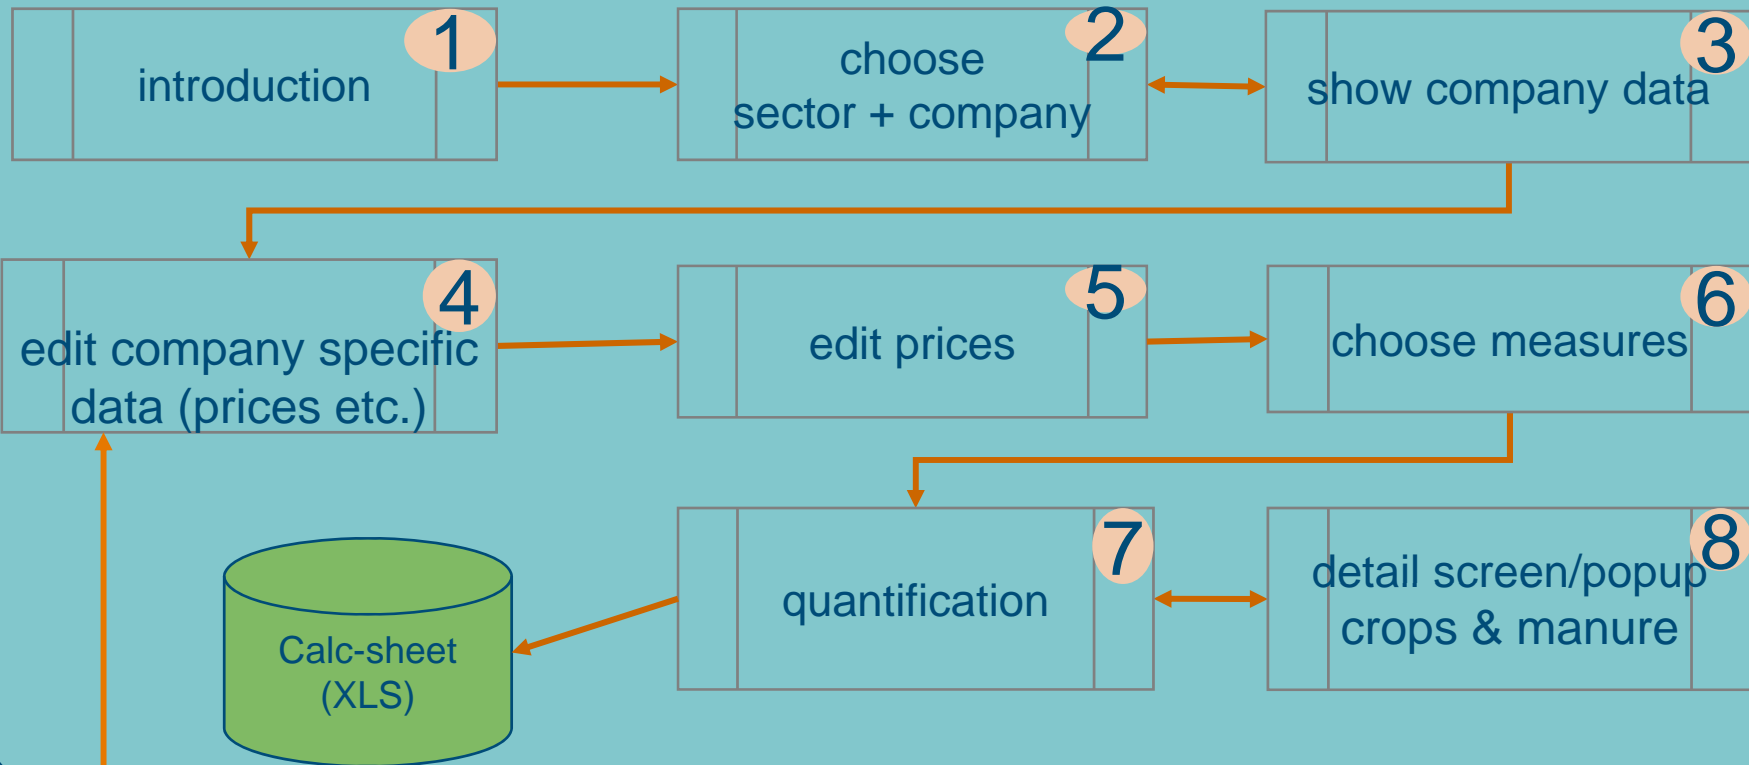 1
introduction
2
choose
sector + company
3
show company data
4
edit company specific
data (prices etc.)
5
edit prices
6
choose measures
7
quantification
8
detail screen/popup
crops & manure
Calc-sheet
(XLS)